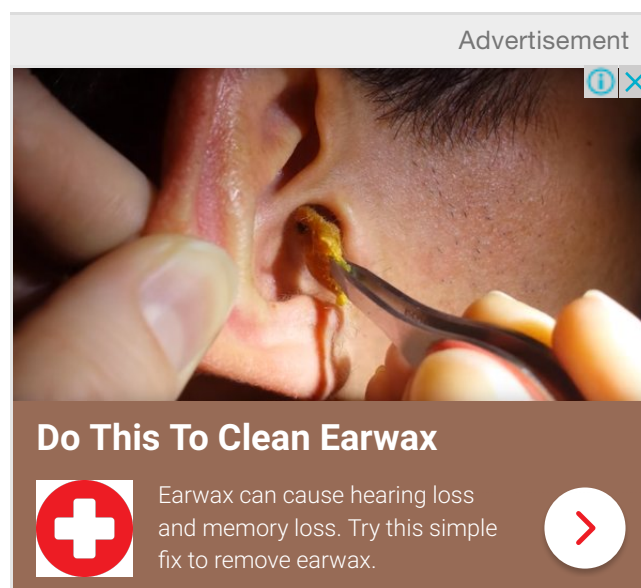 Advertisement
Do This To Clean Earwax
Earwax can cause hearing loss
and memory loss. Try this simple
fix to remove earwax.